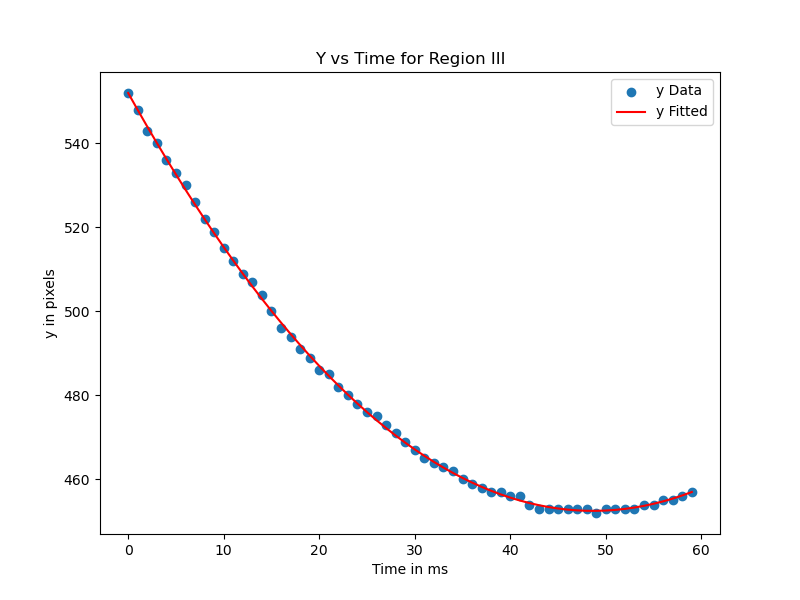 Y vs Time for Region III
y Data
y Fitted
540
520
500
480
460
y in pixels
0 10 20 30 40 50 60
Time in ms